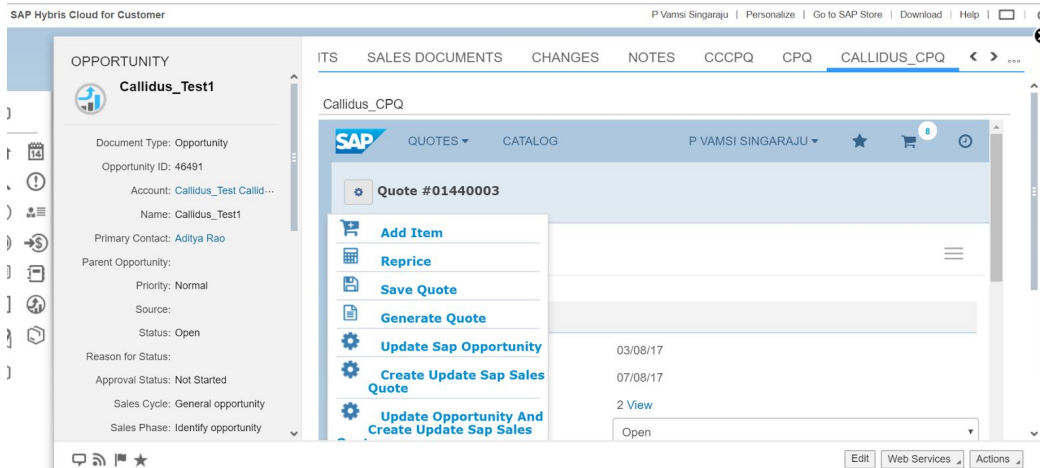 SAP Hybris Cloud for Customer
P Vamsi Singaraju | Personalize | Go to SAP Store | Download | Help |
OPPORTUNITY
Callidus_Test1
Document Type: Opportunity
Opportunity ID: 46491
Account: Callidus_Test Callid...
Name: Callidus_Test1
Primary Contact: Aditya Rao
Parent Opportunity:
Priority: Normal
Source:
Status: Open
Reason for Status:
Approval Status: Not Started
Sales Cycle: General opportunity
Sales Phase: Identify opportunity
ITS SALES DOCUMENTS CHANGES NOTES CCCPQ CPQ CALLIDUS_CPQ
Callidus_CPQ
SAP QUOTES CATALOG P VAMSI SINGARAJU 8
Quote #01440003
Add Item
Reprice
Save Quote
Generate Quote
Update Sap Opportunity
Create Update Sap Sales
Quote
Update Opportunity And
Create Update Sap Sales
03/08/17
07/08/17
2 View
Open
14
Edit Web Services Actions